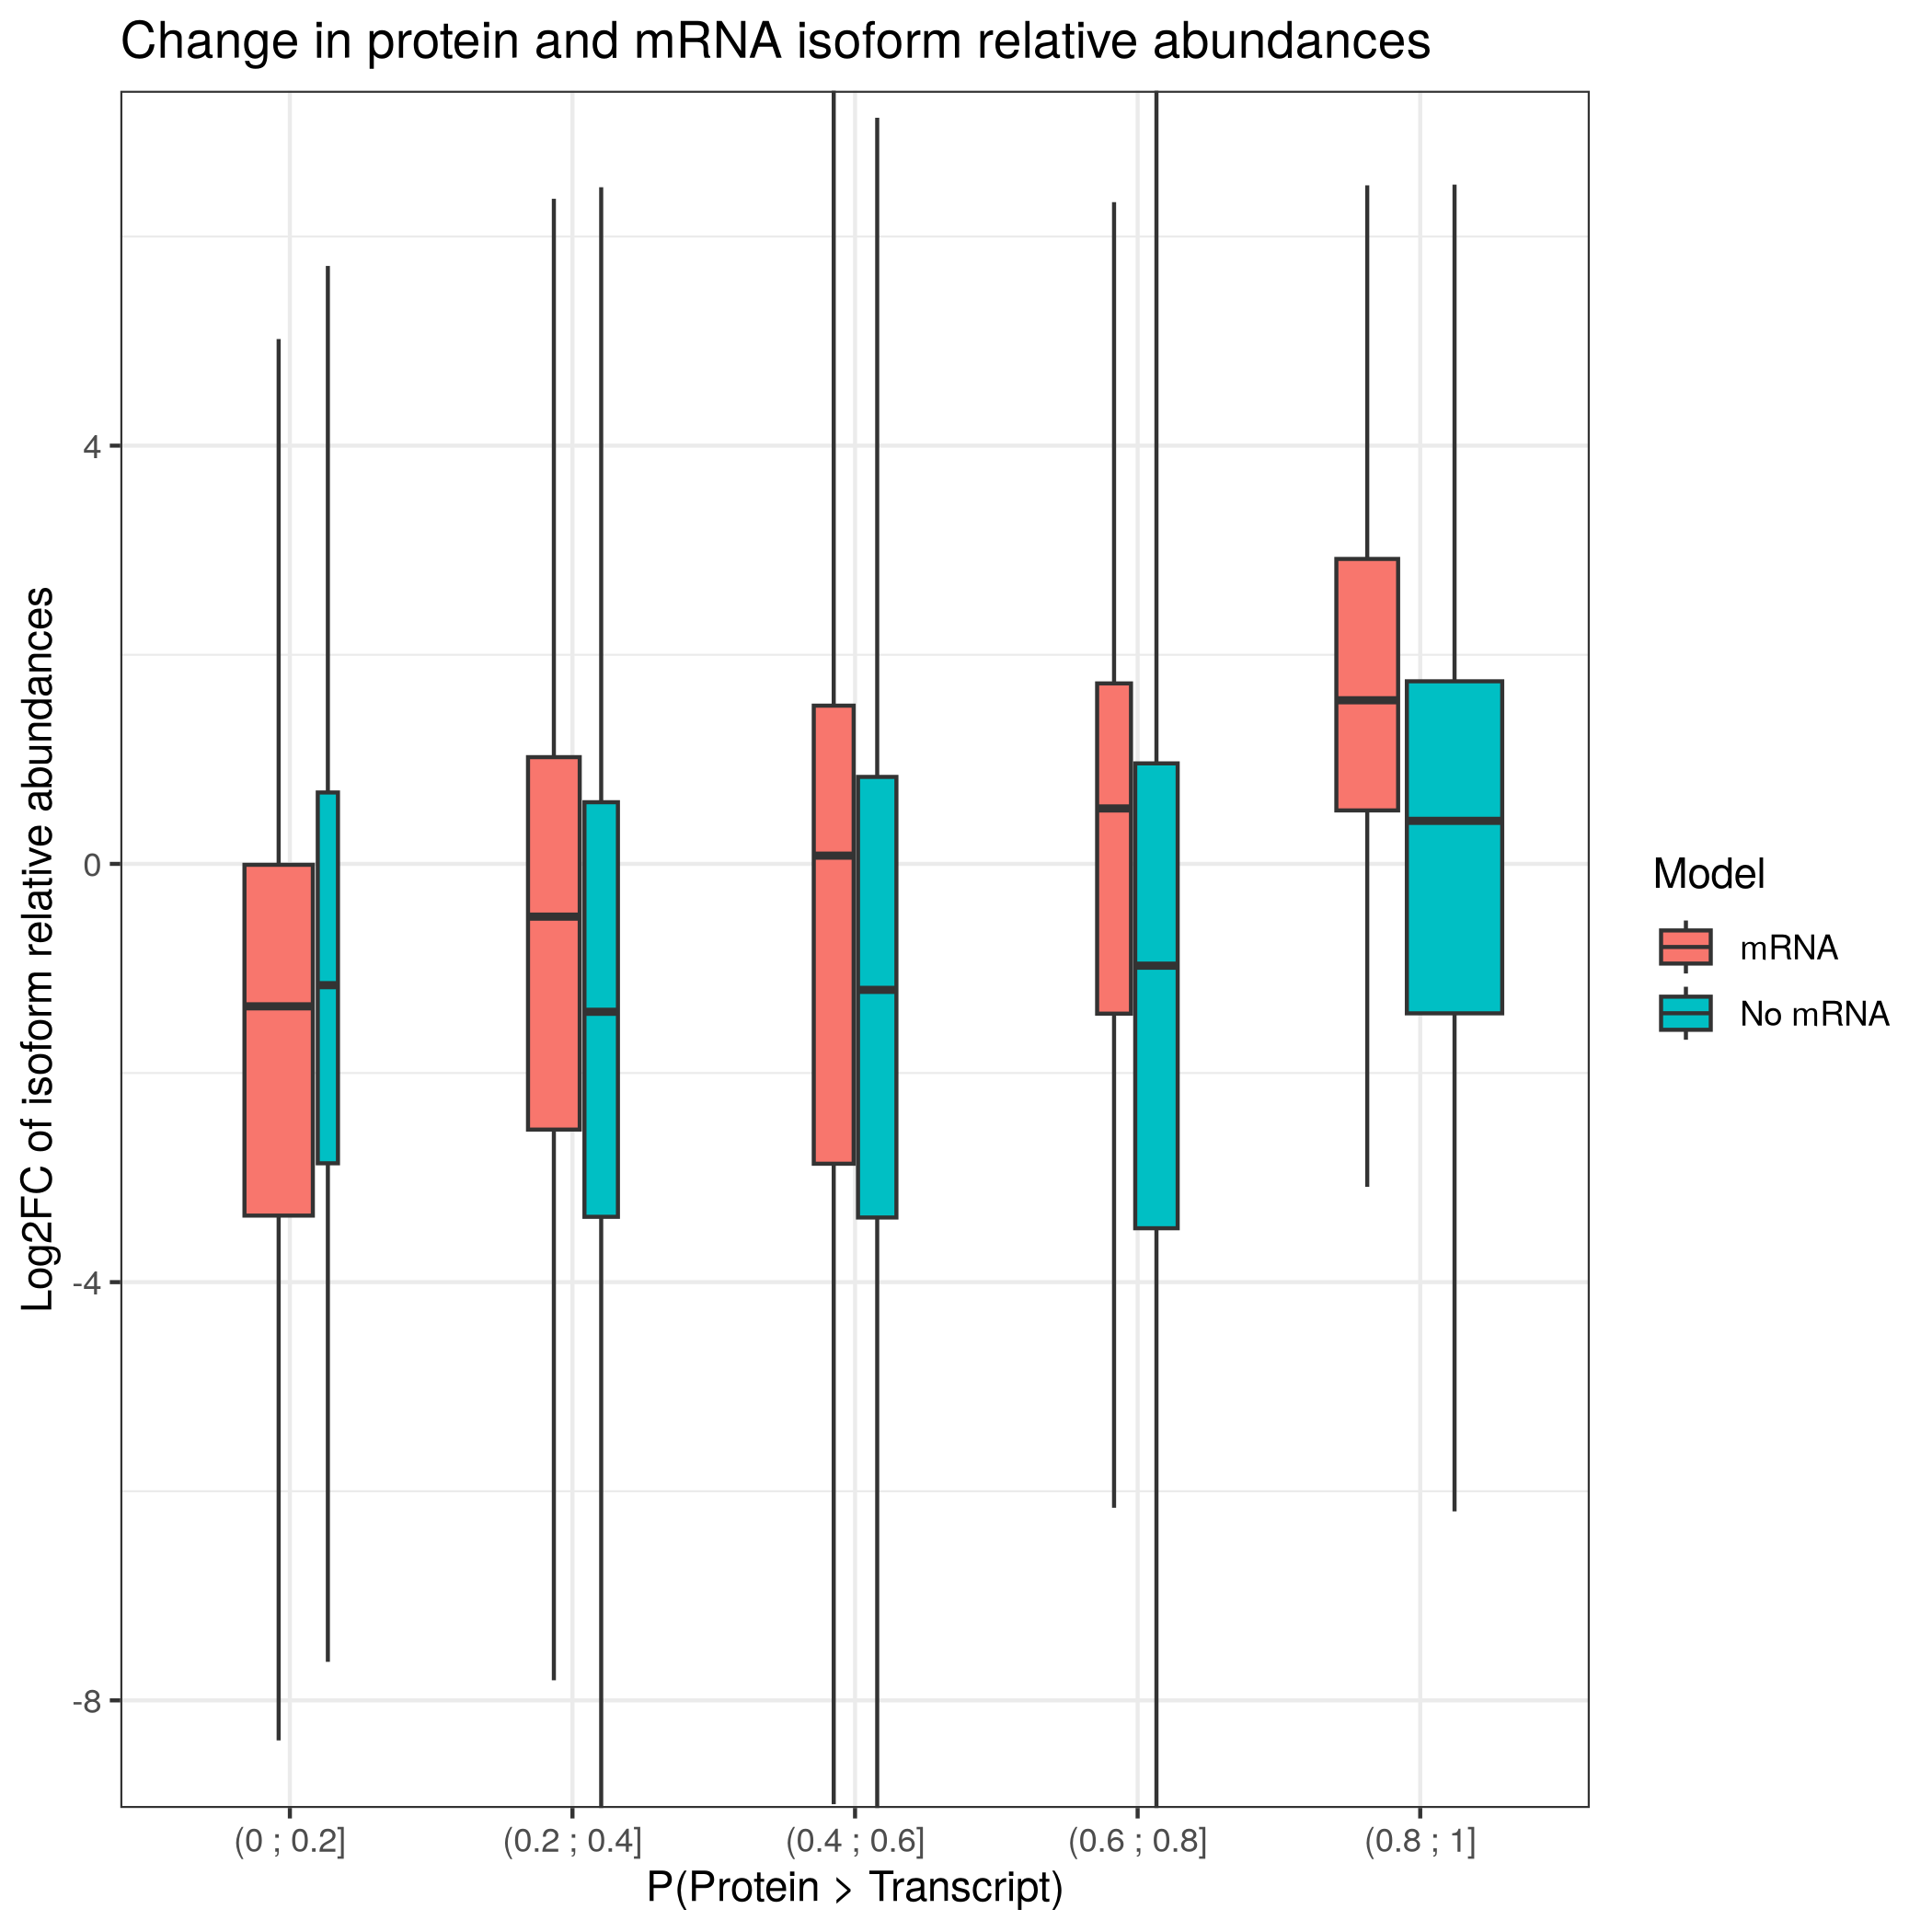 Change in protein and mRNA isoform relative abundances
Log2FC of isoform relative abundances
4
0
-4
-8
(0 ; 0.2]
(0.2 ; 0.4]
(0.4 ; 0.6]
(0.6 ; 0.8]
(0.8 ; 1]
P(Protein > Transcript)
Model
mRNA
No mRNA